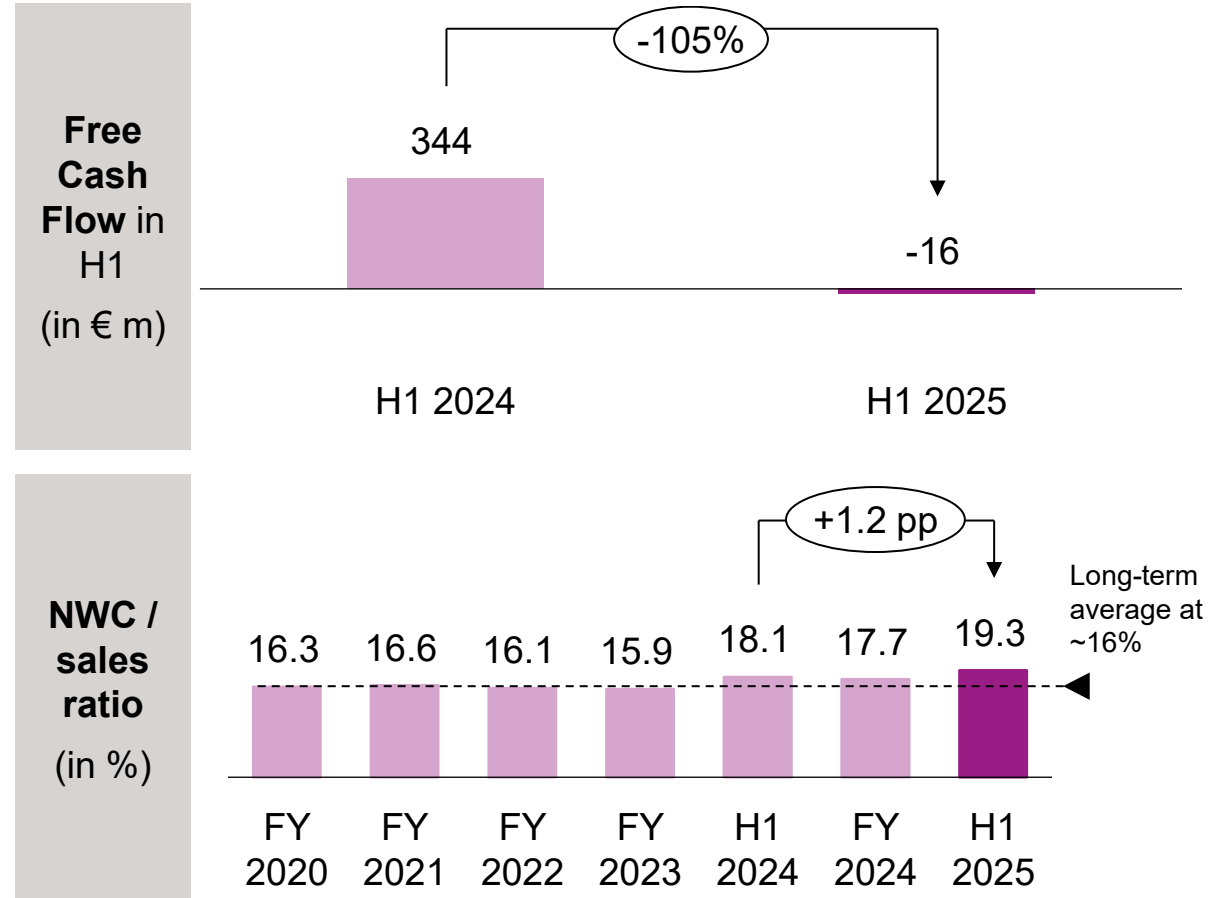 Free
Cash
Flow in
H1
(in € m)
-105%
344
-16
H1 2024
H1 2025
NWC /
sales
ratio
(in %)
+1.2 pp
Long-term
average at
~16%
16.3
16.6
16.1
15.9
18.1
17.7
19.3
FY
2020
FY
2021
FY
2022
FY
2023
H1
2024
FY
2024
H1
2025